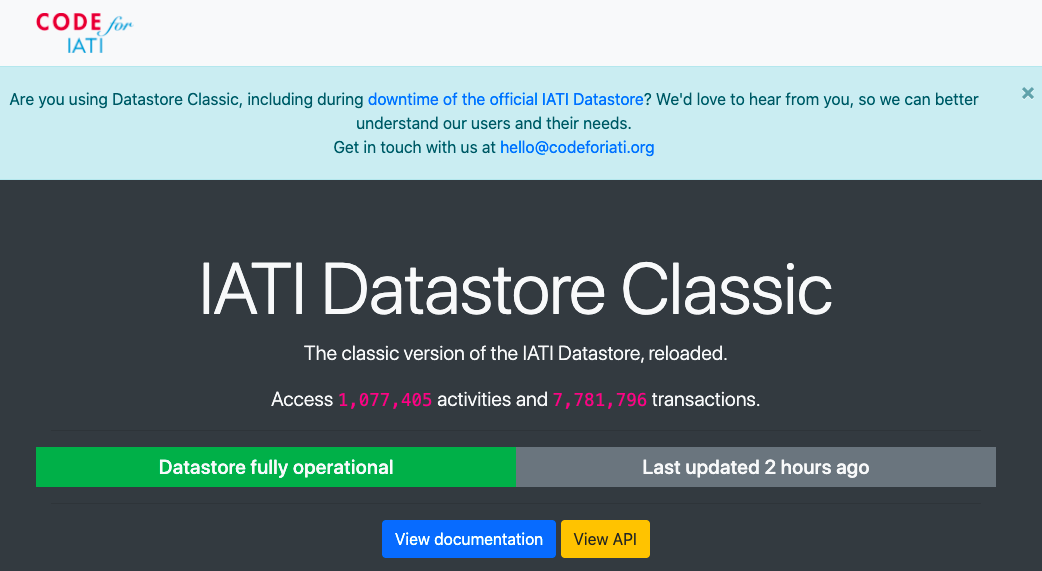 CODE for
IATI
Are you using Datastore Classic, including during downtime of the official IATI Datastore? We'd love to hear from you, so we can better
understand our users and their needs.
Get in touch with us at hello@codeforiati.org
×
IATI Datastore Classic
The classic version of the IATI Datastore, reloaded.
Access 1,077,405 activities and 7,781,796 transactions.
Datastore fully operational
Last updated 2 hours ago
View documentation
View API